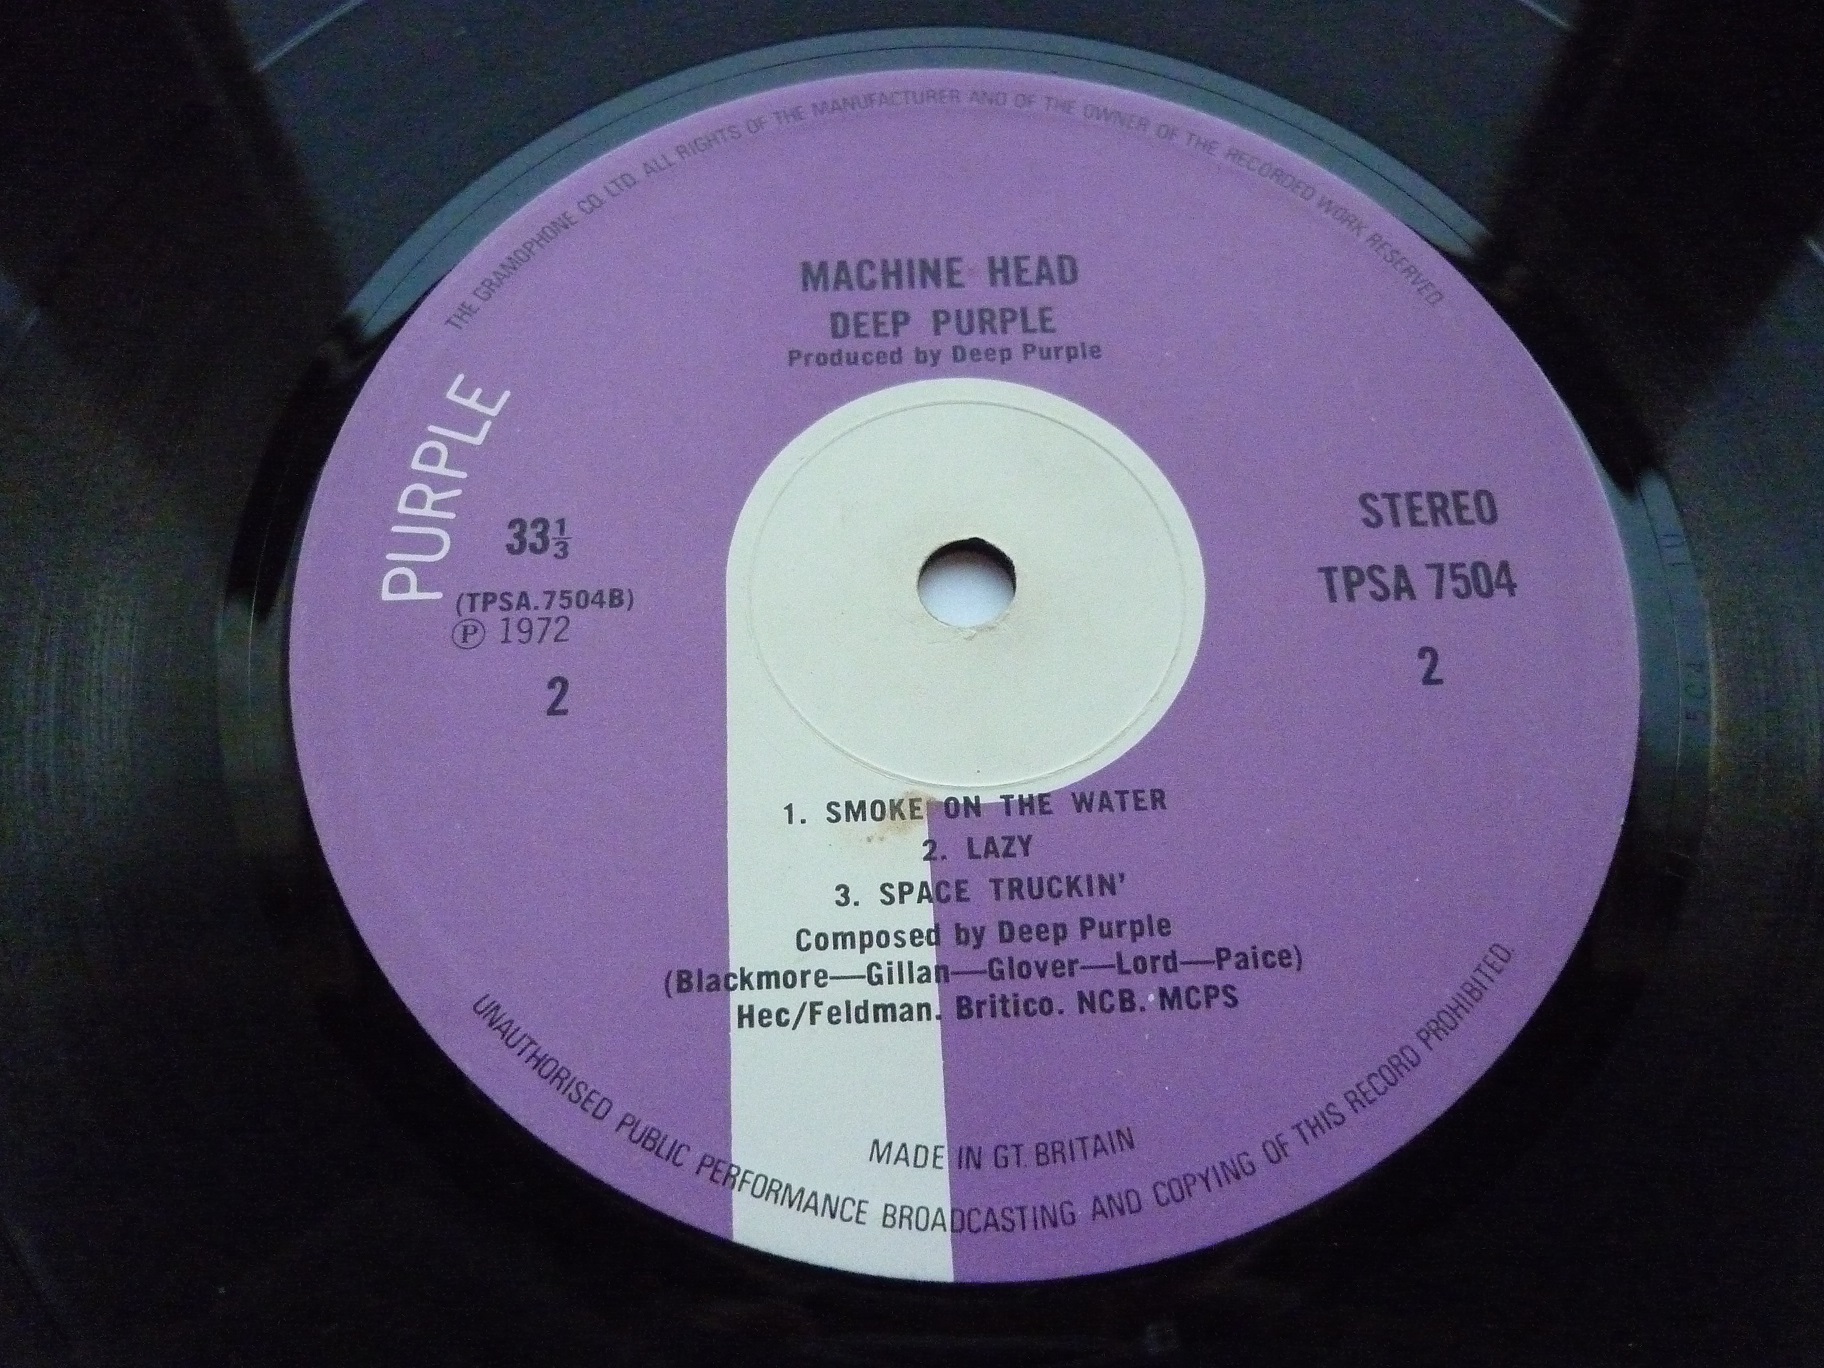 THE GRAMOPHONE CO. LTD. ALL RIGHTS OF THE MANUFACTURER AND OF THE OWNER OF THE RECORDED WORK RESERVED
MACHINE HEAD
DEEP PURPLE
Produced by Deep Purple
PURPLE
33⅓
(TPSA.7504B)
Ⓟ 1972
2
STEREO
TPSA 7504
2
1. SMOKE ON THE WATER
2. LAZY
3. SPACE TRUCKIN'
Composed by Deep Purple
(Blackmore—Gillan—Glover—Lord—Paice)
Hec/Feldman. Britico. NCB. MCPS
MADE IN GT. BRITAIN
UNAUTHORISED PUBLIC PERFORMANCE BROADCASTING AND COPYING OF THIS RECORD PROHIBITED.